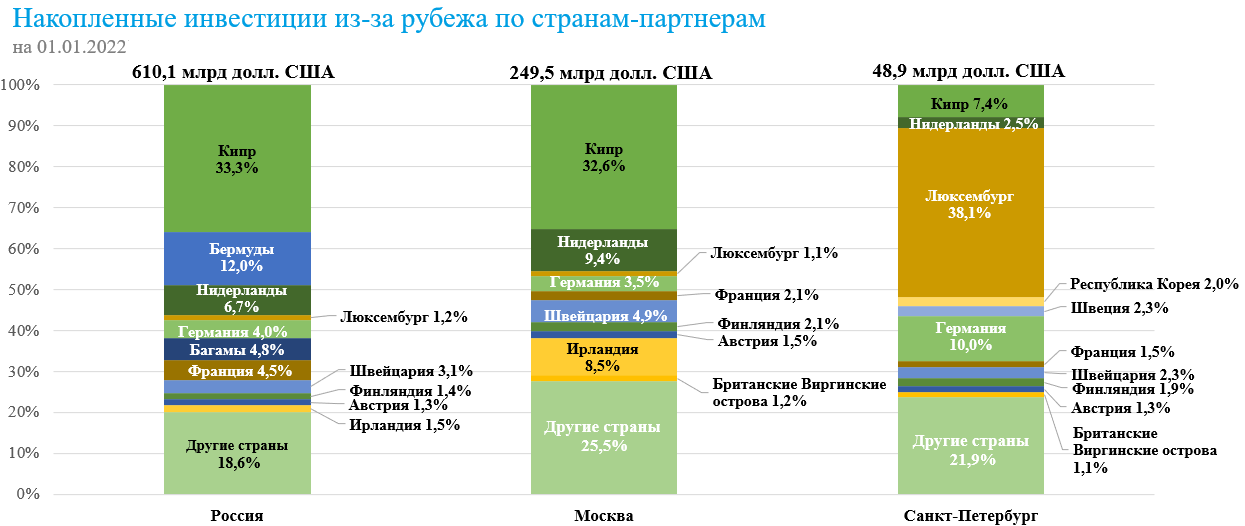 Накопленные инвестиции из-за рубежа по странам-партнерам
на 01.01.2022
610,1 млрд долл. США
249,5 млрд долл. США
48,9 млрд долл. США
100%
90%
80%
70%
60%
50%
40%
30%
20%
10%
0%
Кипр
33,3%
Бермуды
12,0%
Нидерланды
6,7%
Люксембург 1,2%
Германия 4,0%
Багамы 4,8%
Франция 4,5%
Швейцария 3,1%
Финляндия 1,4%
Австрия 1,3%
Ирландия 1,5%
Другие страны
18,6%
Россия
Кипр
32,6%
Нидерланды
9,4%
Люксембург 1,1%
Германия 3,5%
Франция 2,1%
Швейцария 4,9%
Финляндия 2,1%
Австрия 1,5%
Ирландия
8,5%
Британские Виргинские
острова 1,2%
Другие страны
25,5%
Москва
Кипр 7,4%
Нидерланды 2,5%
Люксембург
38,1%
Республика Корея 2,0%
Швеция 2,3%
Германия
10,0%
Франция 1,5%
Швейцария 2,3%
Финляндия 1,9%
Австрия 1,3%
Британские
Виргинские острова
1,1%
Другие страны
21,9%
Санкт-Петербург